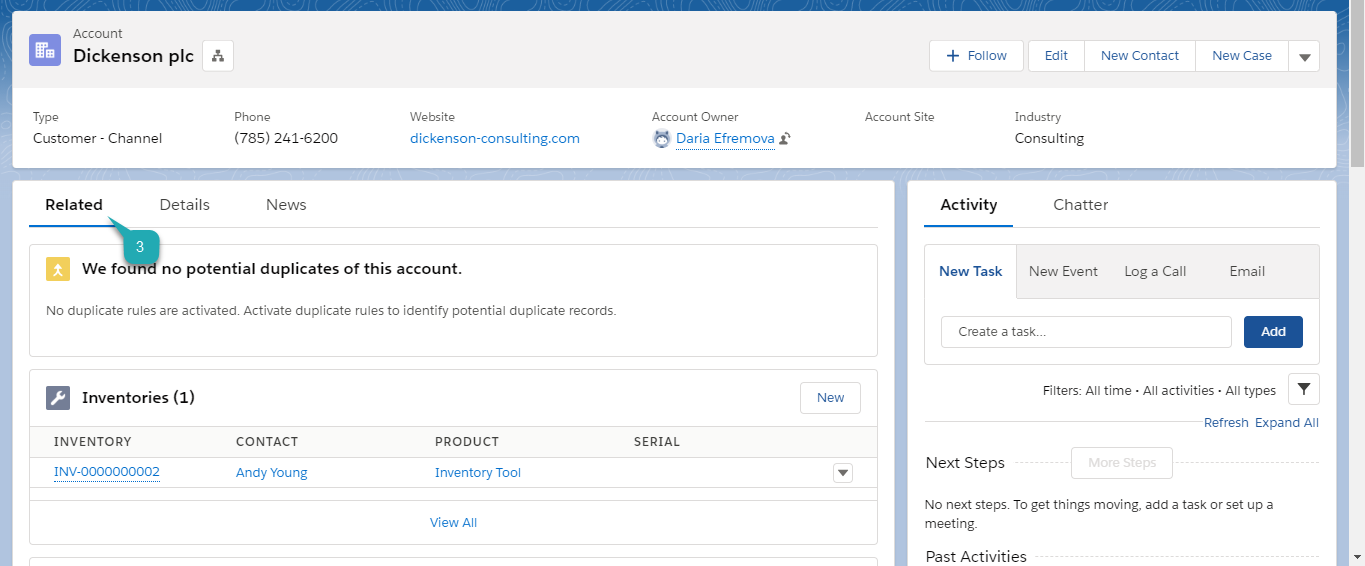 Account
Dickenson plc
Follow
Edit
New Contact
New Case
Type
Phone
Website
Account Owner
Account Site
Industry
Customer - Channel
(785) 241-6200
dickenson-consulting.com
Daria Efremova
Consulting
Related
Details
News
3
We found no potential duplicates of this account.
No duplicate rules are activated. Activate duplicate rules to identify potential duplicate records.
Inventories (1)
New
INVENTORY
CONTACT
PRODUCT
SERIAL
INV-0000000002
Andy Young
Inventory Tool
View All
Activity
Chatter
New Task
New Event
Log a Call
Email
Create a task...
Add
Filters: All time • All activities • All types
Refresh
Expand All
Next Steps
More Steps
No next steps. To get things moving, add a task or set up a
meeting.
Past Activities